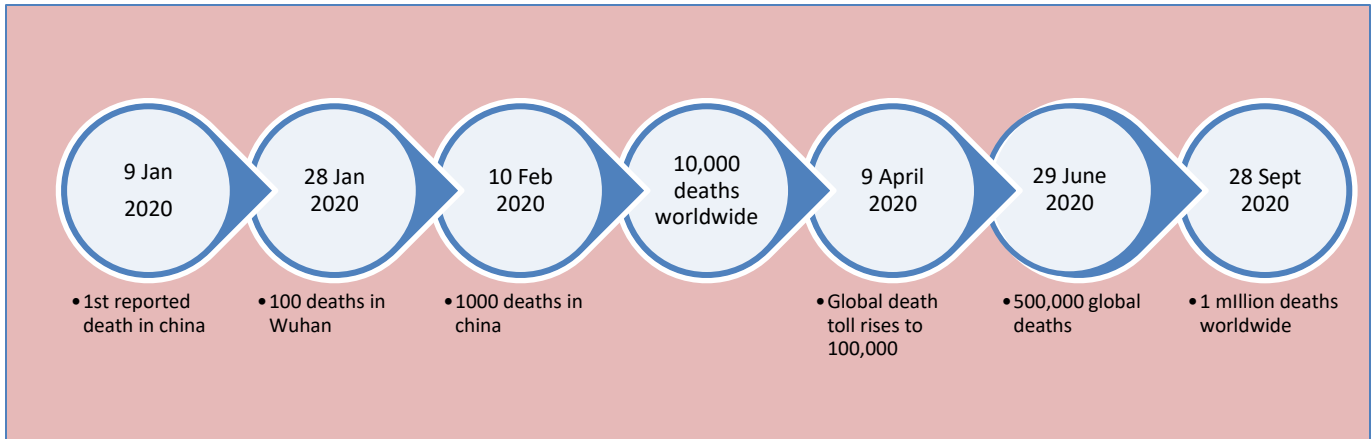 9 Jan
2020
28 Jan
2020
10 Feb
2020
10,000
deaths
worldwide
9 April
2020
29 June
2020
28 Sept
2020
•1st reported
death in china
•100 deaths in
Wuhan
•1000 deaths in
china
•Global death
toll rises to
100,000
•500,000 global
deaths
•1 mIllion deaths
worldwide